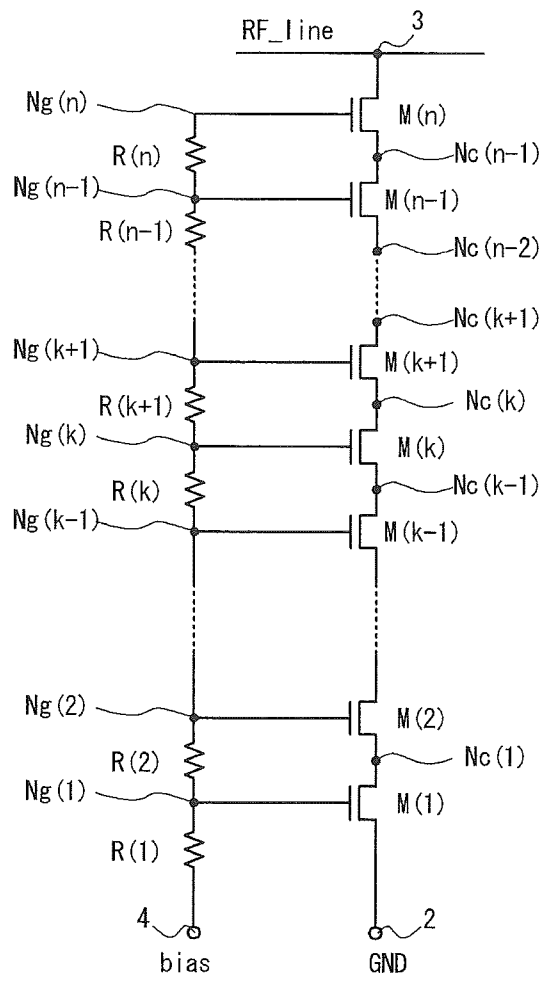 3
RF_line
Ng(n)
M(n)
R(n)
Nc(n-1)
Ng(n-1)
M(n-1)
R(n-1)
Nc(n-2)
Nc(k+1)
Ng(k+1)
M(k+1)
R(k+1)
Nc(k)
Ng(k)
M(k)
R(k)
Nc(k-1)
Ng(k-1)
M(k-1)
Ng(2)
M(2)
R(2)
Nc(1)
Ng(1)
M(1)
R(1)
4
2
bias
GND